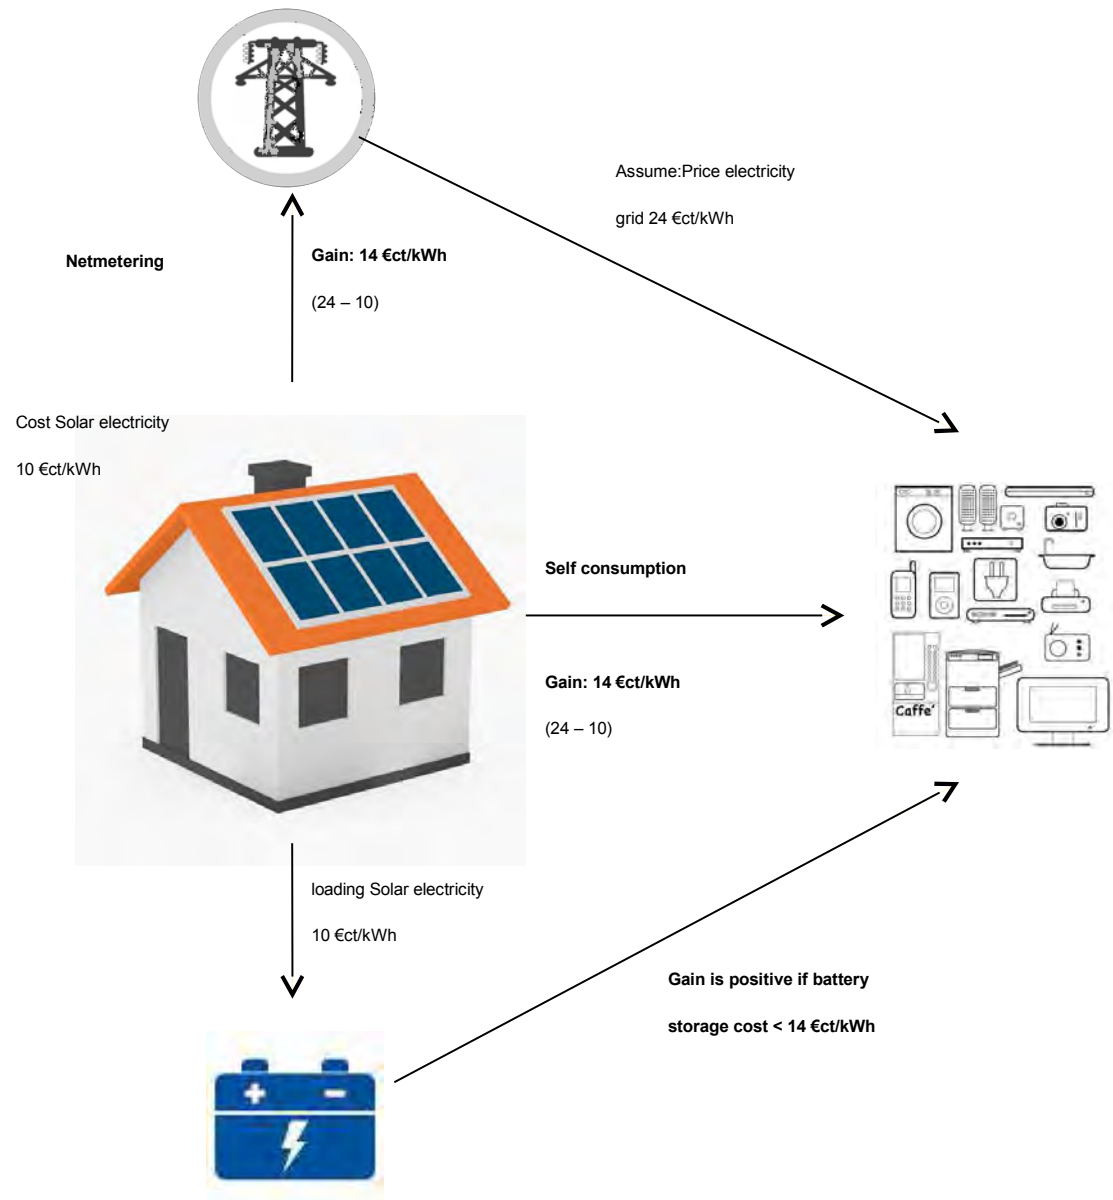 Assume:Price electricity
grid 24 €ct/kWh
Netmetering
Gain: 14 €ct/kWh
(24 – 10)
Cost Solar electricity
10 €ct/kWh
Self consumption
Gain: 14 €ct/kWh
(24 – 10)
Caffe'
loading Solar electricity
10 €ct/kWh
Gain is positive if battery
storage cost < 14 €ct/kWh